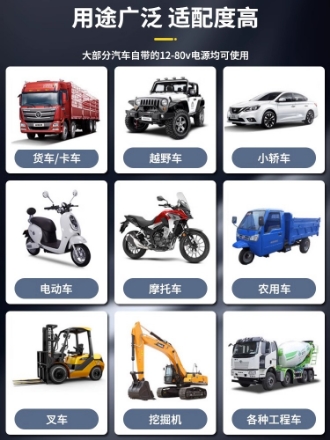 用途广泛 适配度高
大部分汽车自带的12-80v电源均可使用
货车/卡车
越野车
小轿车
电动车
摩托车
农用车
叉车
挖掘机
各种工程车